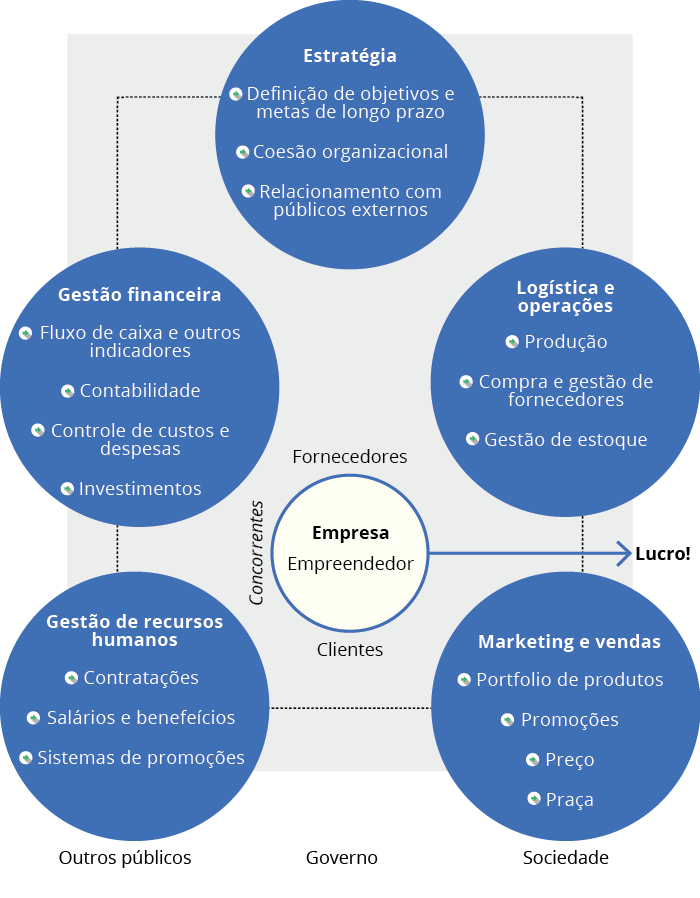 Estratégia
Definição de objetivos e
metas de longo prazo
Coesão organizacional
Relacionamento com
públicos externos
Gestão financeira
Fluxo de caixa e outros
indicadores
Contabilidade
Controle de custos e
despesas
Investimentos
Logística e
operações
Produção
Compra e gestão de
fornecedores
Gestão de estoque
Fornecedores
Concorrentes
Empresa
Empreendedor
Clientes
Lucro!
Gestão de recursos
humanos
Contratações
Salários e benefeícios
Sistemas de promoções
Marketing e vendas
Portfolio de produtos
Promoções
Preço
Praça
Outros públicos
Governo
Sociedade